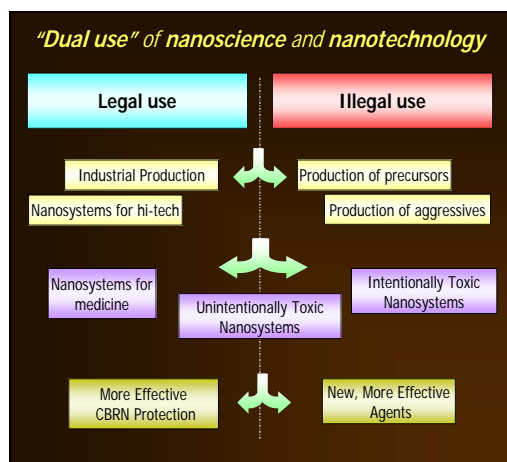 “Dual use” of nanoscience and nanotechnology
Legal use
Illegal use
Industrial Production
Production of precursors
Nanosystems for hi-tech
Production of aggressives
Nanosystems for
medicine
Unintentionally Toxic
Nanosystems
Intentionally Toxic
Nanosystems
More Effective
CBRN Protection
New, More Effective
Agents